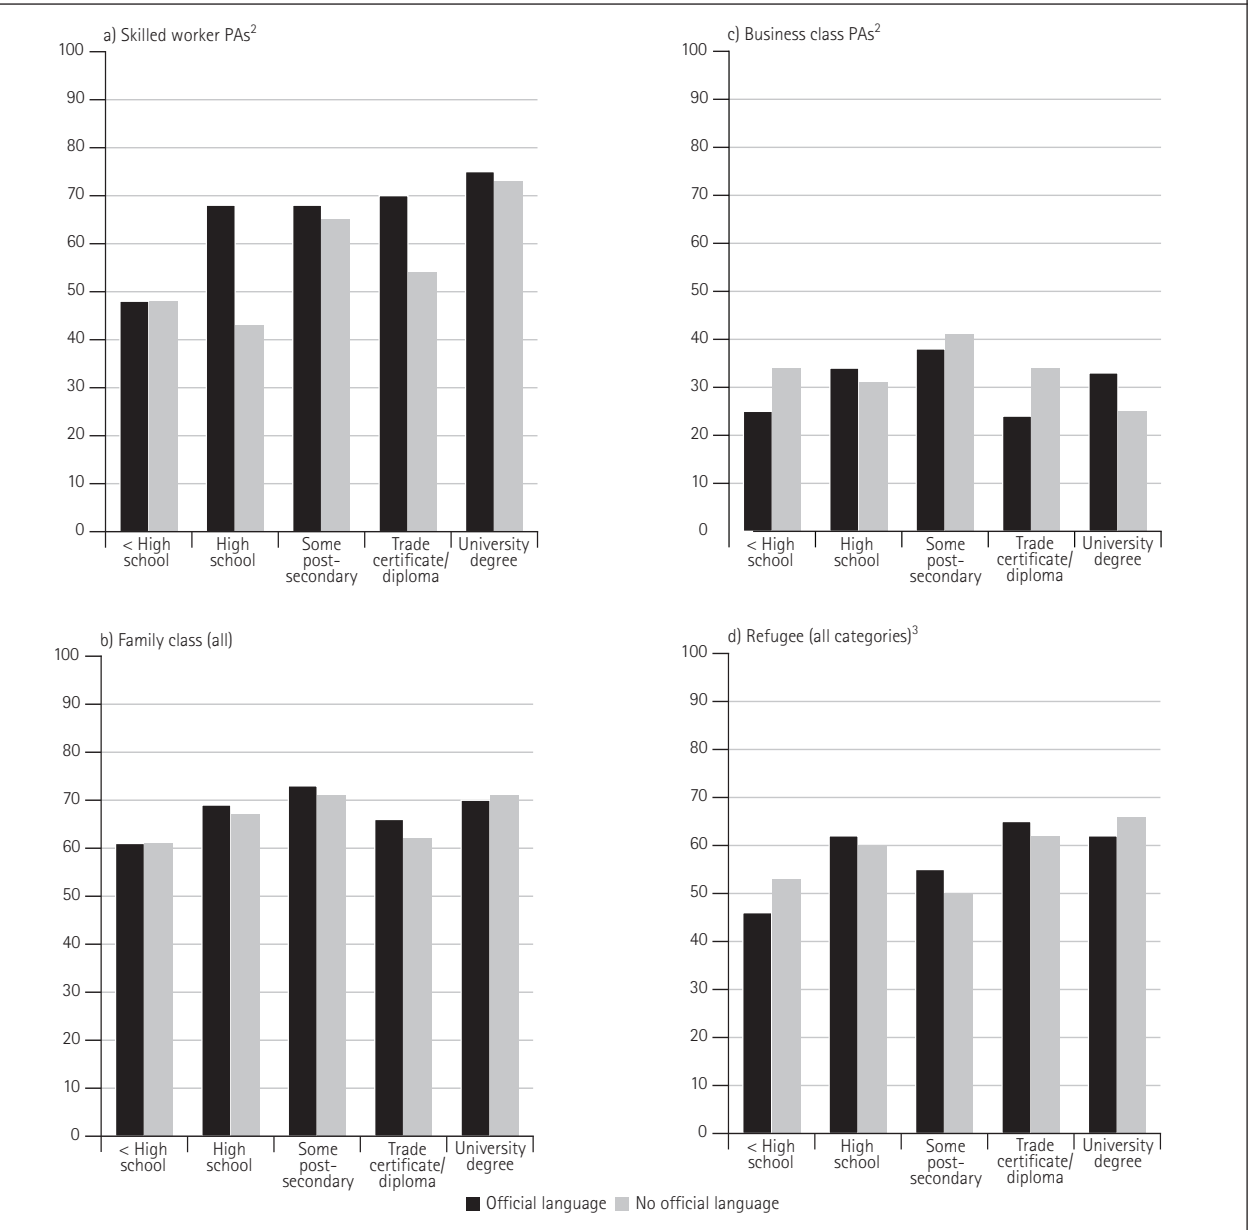 a) Skilled worker PAs2
100
90
80
70
60
50
40
30
20
10
0
< High
school
High
school
Some
post-
secondary
Trade
certificate/
diploma
University
degree
c) Business class PAs2
100
90
80
70
60
50
40
30
20
10
0
< High
school
High
school
Some
post-
secondary
Trade
certificate/
diploma
University
degree
b) Family class (all)
100
90
80
70
60
50
40
30
20
10
0
< High
school
High
school
Some
post-
secondary
Trade
certificate/
diploma
University
degree
d) Refugee (all categories)3
100
90
80
70
60
50
40
30
20
10
0
< High
school
High
school
Some
post-
secondary
Trade
certificate/
diploma
University
degree
Official language No official language